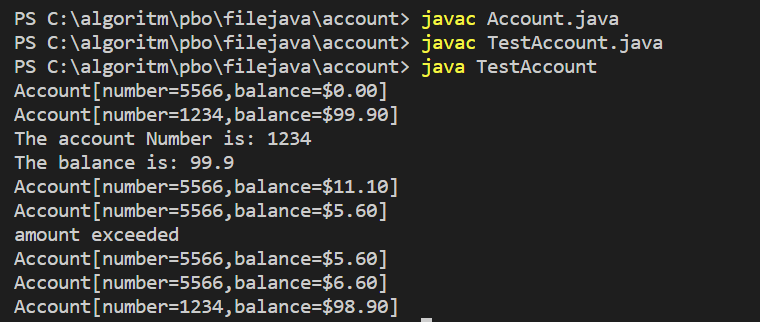 PS C:\algoritm\pbo\filejava\account> javac Account.java
PS C:\algoritm\pbo\filejava\account> javac TestAccount.java
PS C:\algoritm\pbo\filejava\account> java TestAccount
Account[number=5566,balance=$0.00]
Account[number=1234,balance=$99.90]
The account Number is: 1234
The balance is: 99.9
Account[number=5566,balance=$11.10]
Account[number=5566,balance=$5.60]
amount exceeded
Account[number=5566,balance=$5.60]
Account[number=5566,balance=$6.60]
Account[number=1234,balance=$98.90]